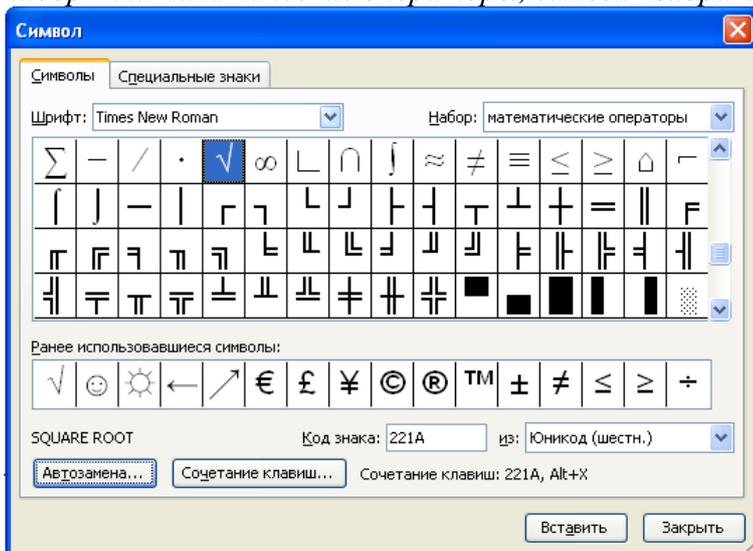 Символ
Символы Специальные знаки
Шрифт: Times New Roman Набор: математические операторы
∑ − ∕ ∙ √ ∞ ∟ ∩ ∫ ≈ ≠ ≡ ≤ ≥ ⌂ ⌐
⌠ ⌡ ─ │ ┌ ┐ └ ┘ ├ ┤ ┬ ┴ ┼ ═ ║ ╒
╓ ╔ ╕ ╖ ╗ ╘ ╙ ╚ ╛ ╜ ╝ ╞ ╟ ╠ ╡ ╢
╣ ╤ ╥ ╦ ╧ ╨ ╩ ╪ ╫ ╬ ▀ ▄ █ ▌ ▐ ░
Ранее использовавшиеся символы:
√ ☺ ☼ ← ↗ € £ ¥ © ® ™ ± ≠ ≤ ≥ ÷
SQUARE ROOT Код знака: 221A из: Юникод (шестн.)
Автозамена... Сочетание клавиш... Сочетание клавиш: 221A, Alt+X
Вставить Закрыть